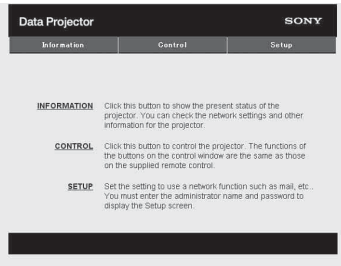 Data Projector SONY
Information Control Setup
INFORMATION Click this button to show the present status of the
projector. You can check the network settings and other
information for the projector.
CONTROL Click this button to control the projector. The functions of
the buttons on the control window are the same as those
on the supplied remote control.
SETUP Set the setting to use a network function such as mail, etc..
You must enter the administrator name and password to
display the Setup screen.